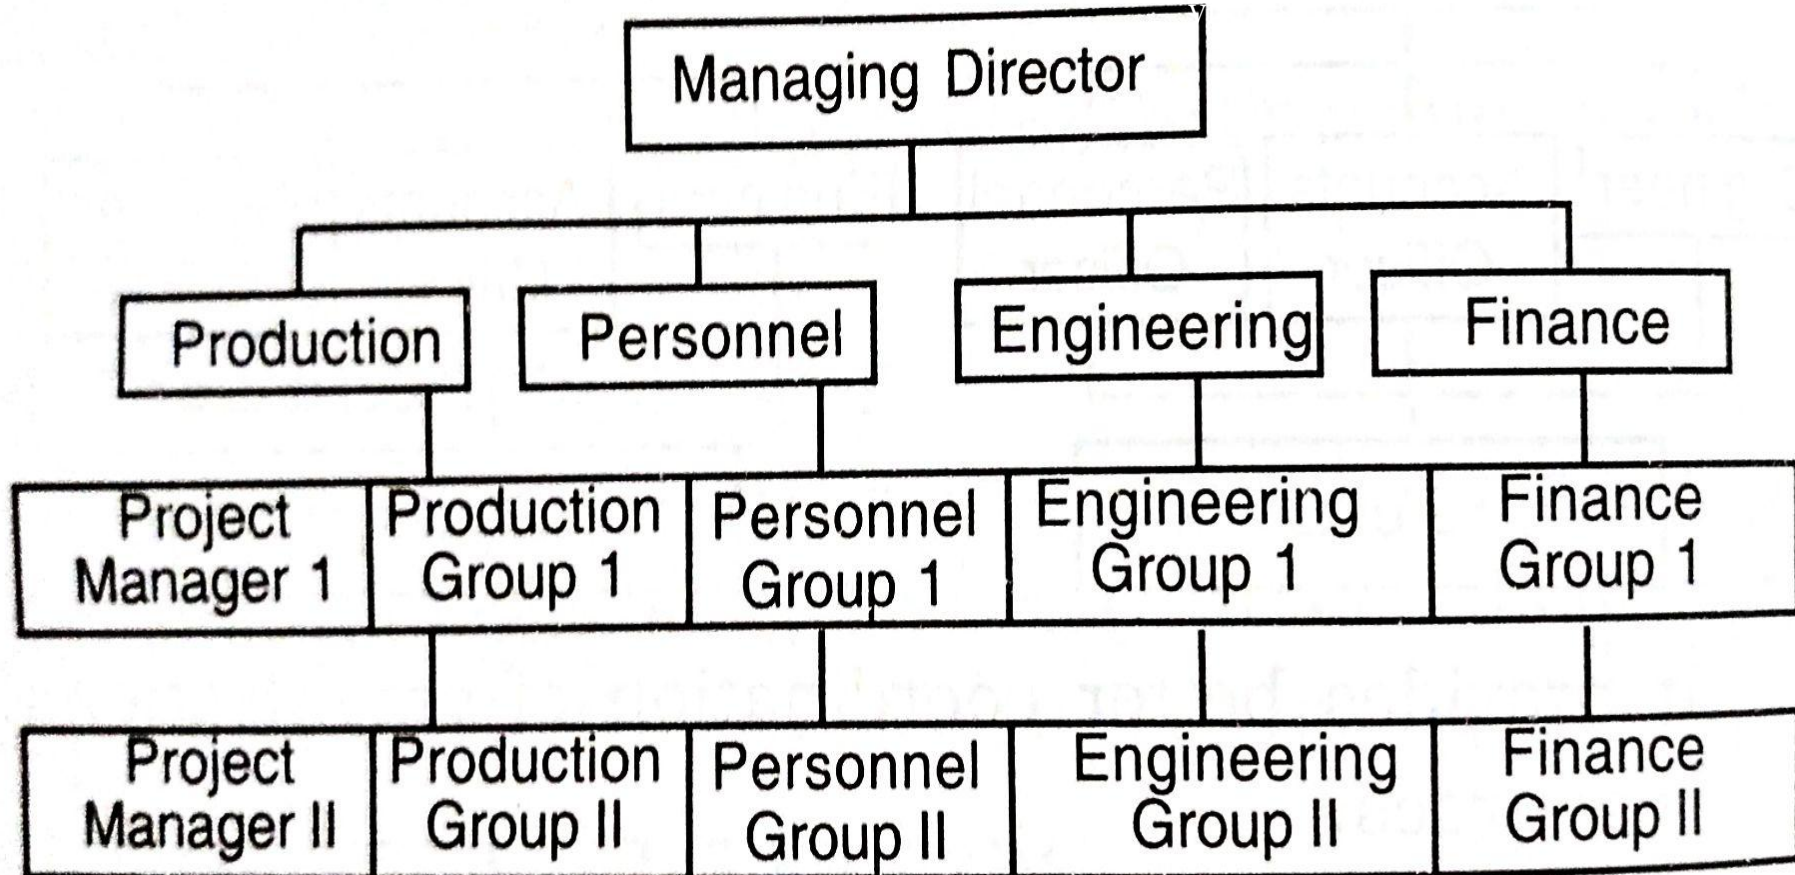 Managing Director
Production
Personnel
Engineering
Finance
Project
Manager 1
Production
Group 1
Personnel
Group 1
Engineering
Group 1
Finance
Group 1
Project
Manager II
Production
Group II
Personnel
Group II
Engineering
Group II
Finance
Group II